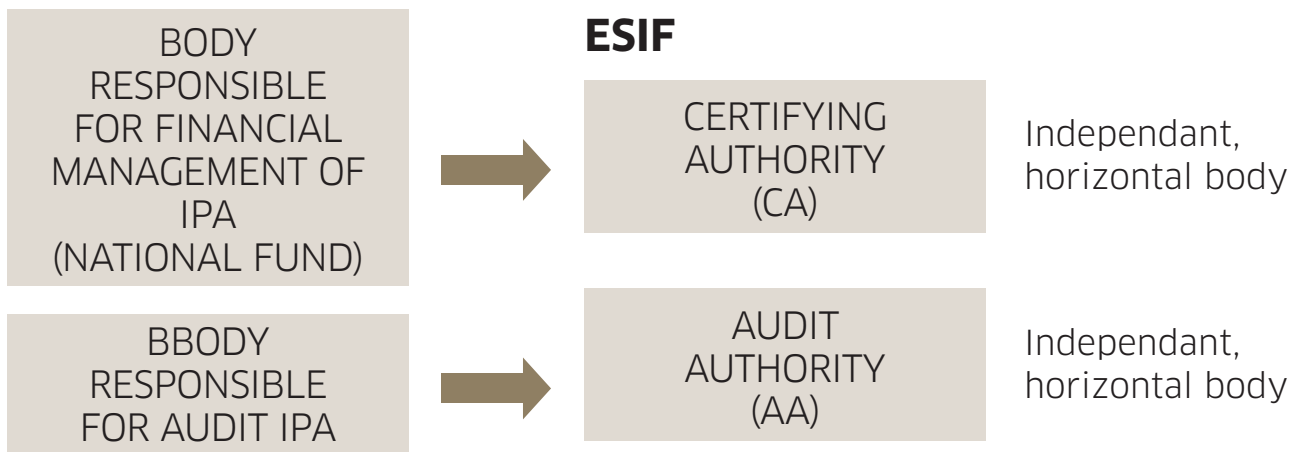 BODY
RESPONSIBLE
FOR FINANCIAL
MANAGEMENT OF
IPA
(NATIONAL FUND)
ESIF
CERTIFYING
AUTHORITY
(CA)
Independant,
horizontal body
BBODY
RESPONSIBLE
FOR AUDIT IPA
AUDIT
AUTHORITY
(AA)
Independant,
horizontal body